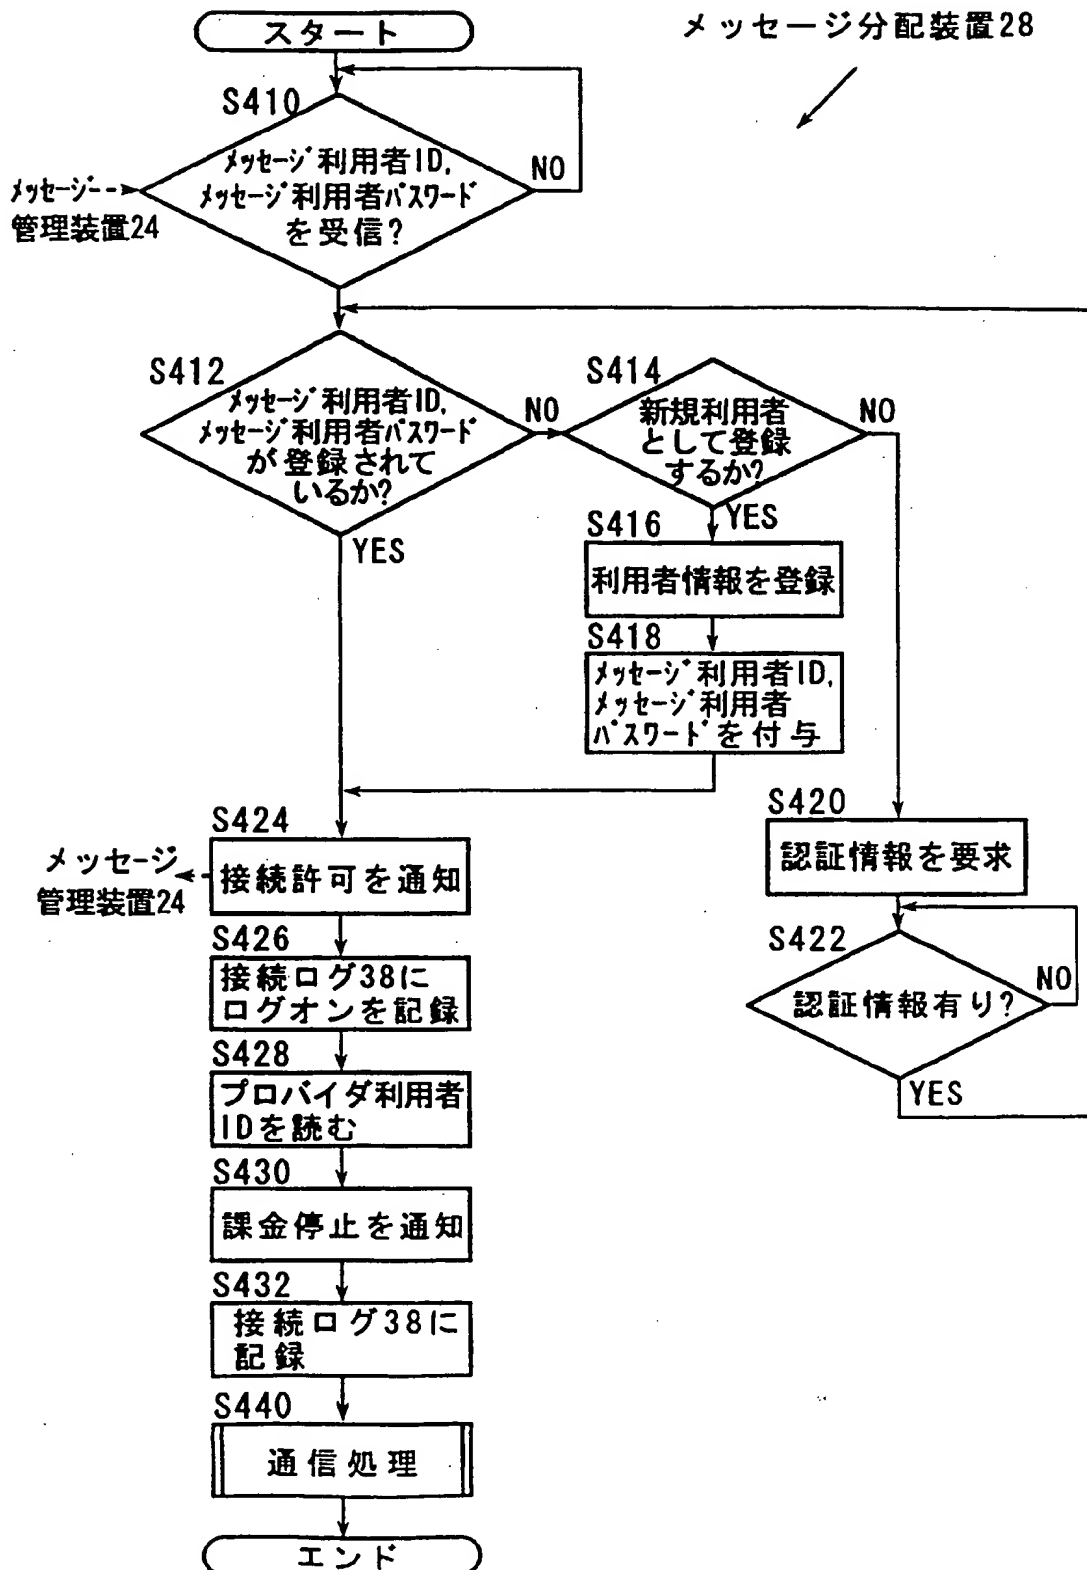 スタート
メッセージ分配装置28
S410
メッセージ利用者ID,
メッセージ利用者パスワード
を受信?
NO
メッセージ
管理装置24
S412
メッセージ利用者ID,
メッセージ利用者パスワード
が登録されて
いるか?
NO
YES
S414
新規利用者
として登録
するか?
NO
YES
S416
利用者情報を登録
S418
メッセージ利用者ID,
メッセージ利用者
パスワードを付与
S420
認証情報を要求
S422
認証情報有り?
NO
YES
S424
接続許可を通知
メッセージ
管理装置24
S426
接続ログ38に
ログオンを記録
S428
プロバイダ利用者
IDを読む
S430
課金停止を通知
S432
接続ログ38に
記録
S440
通信処理
エンド